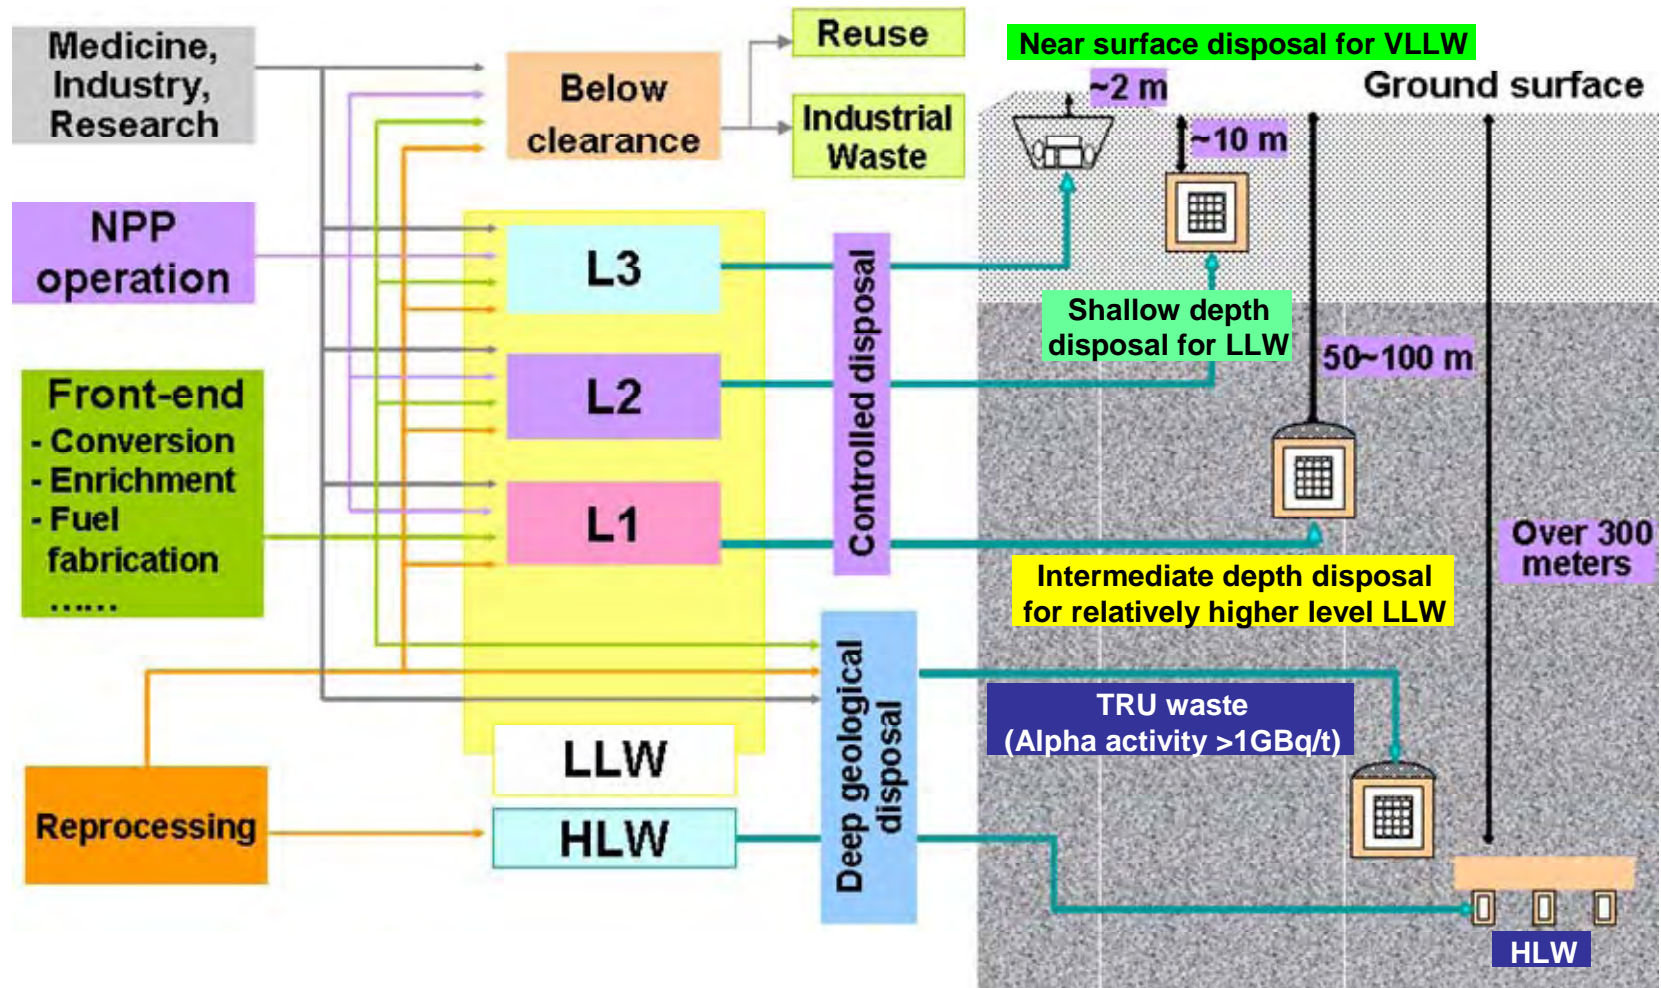 Medicine,
Industry,
Research
NPP
operation
Front-end
- Conversion
- Enrichment
- Fuel
fabrication
......
Reprocessing
Below
clearance
Reuse
Industrial
Waste
L3
L2
L1
LLW
HLW
Controlled disposal
Deep geological
disposal
Near surface disposal for VLLW
Ground surface
~2 m
~10 m
Shallow depth
disposal for LLW
50~100 m
Over 300
meters
Intermediate depth disposal
for relatively higher level LLW
TRU waste
(Alpha activity >1GBq/t)
HLW